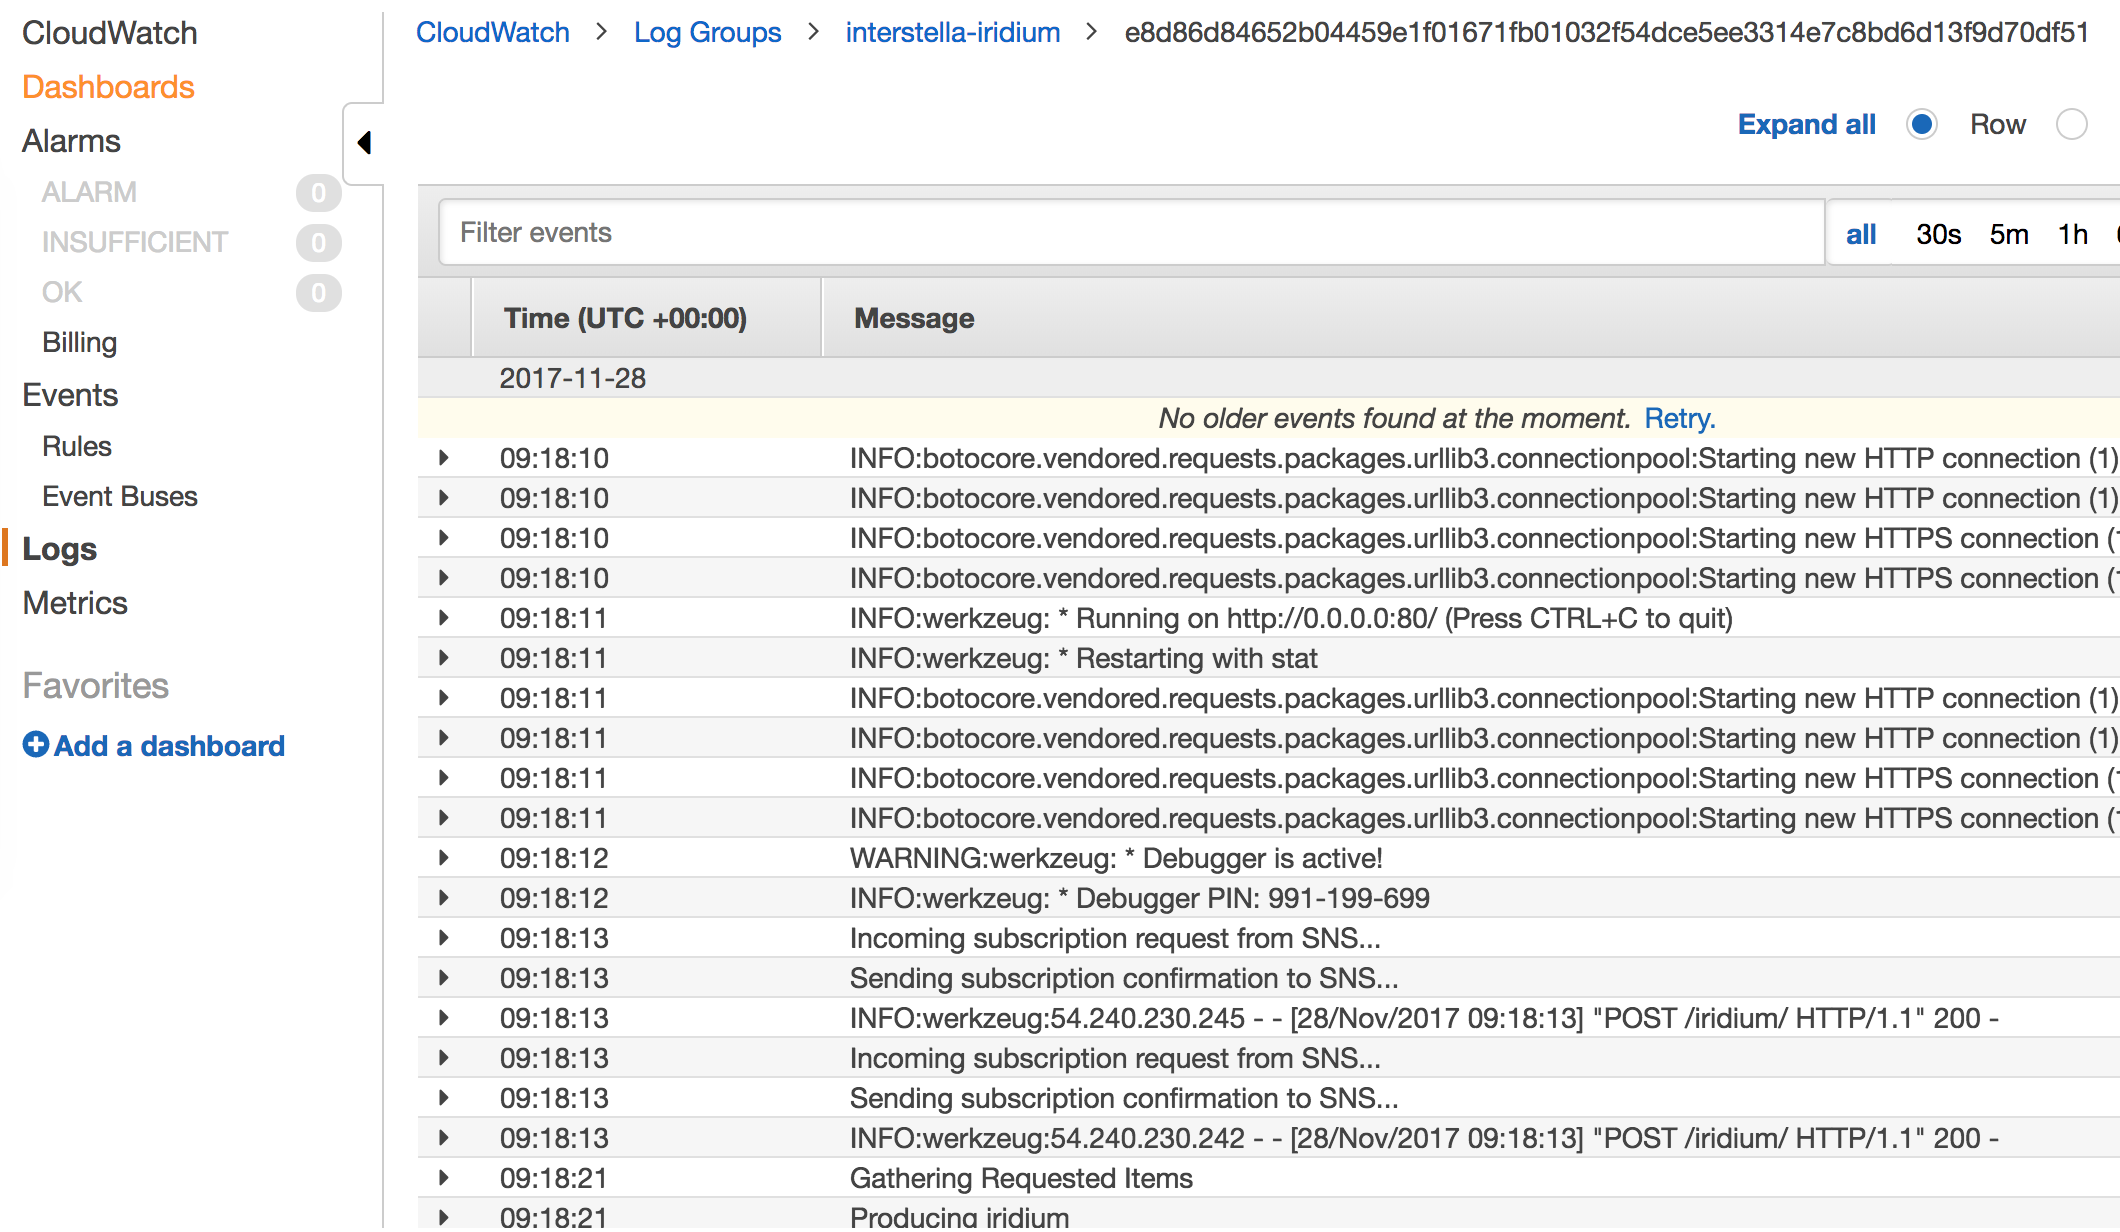 CloudWatch
Dashboards
Alarms
ALARM 0
INSUFFICIENT 0
OK 0
Billing
Events
Rules
Event Buses
Logs
Metrics
Favorites
Add a dashboard
CloudWatch > Log Groups > interstella-iridium > e8d86d84652b04459e1f01671fb01032f54dce5ee3314e7c8bd6d13f9d70df51
Expand all Row
Filter events
all 30s 5m 1h
Time (UTC +00:00) Message
2017-11-28
No older events found at the moment. Retry.
09:18:10 INFO:botocore.vendored.requests.packages.urllib3.connectionpool:Starting new HTTP connection (1)
09:18:10 INFO:botocore.vendored.requests.packages.urllib3.connectionpool:Starting new HTTP connection (1)
09:18:10 INFO:botocore.vendored.requests.packages.urllib3.connectionpool:Starting new HTTPS connection (
09:18:10 INFO:botocore.vendored.requests.packages.urllib3.connectionpool:Starting new HTTPS connection (
09:18:11 INFO:werkzeug: * Running on http://0.0.0.0:80/ (Press CTRL+C to quit)
09:18:11 INFO:werkzeug: * Restarting with stat
09:18:11 INFO:botocore.vendored.requests.packages.urllib3.connectionpool:Starting new HTTP connection (1)
09:18:11 INFO:botocore.vendored.requests.packages.urllib3.connectionpool:Starting new HTTP connection (1)
09:18:11 INFO:botocore.vendored.requests.packages.urllib3.connectionpool:Starting new HTTPS connection (
09:18:11 INFO:botocore.vendored.requests.packages.urllib3.connectionpool:Starting new HTTPS connection (
09:18:12 WARNING:werkzeug: * Debugger is active!
09:18:12 INFO:werkzeug: * Debugger PIN: 991-199-699
09:18:13 Incoming subscription request from SNS...
09:18:13 Sending subscription confirmation to SNS...
09:18:13 INFO:werkzeug:54.240.230.245 - - [28/Nov/2017 09:18:13] "POST /iridium/ HTTP/1.1" 200 -
09:18:13 Incoming subscription request from SNS...
09:18:13 Sending subscription confirmation to SNS...
09:18:13 INFO:werkzeug:54.240.230.242 - - [28/Nov/2017 09:18:13] "POST /iridium/ HTTP/1.1" 200 -
09:18:21 Gathering Requested Items
09:18:21 Producing iridium